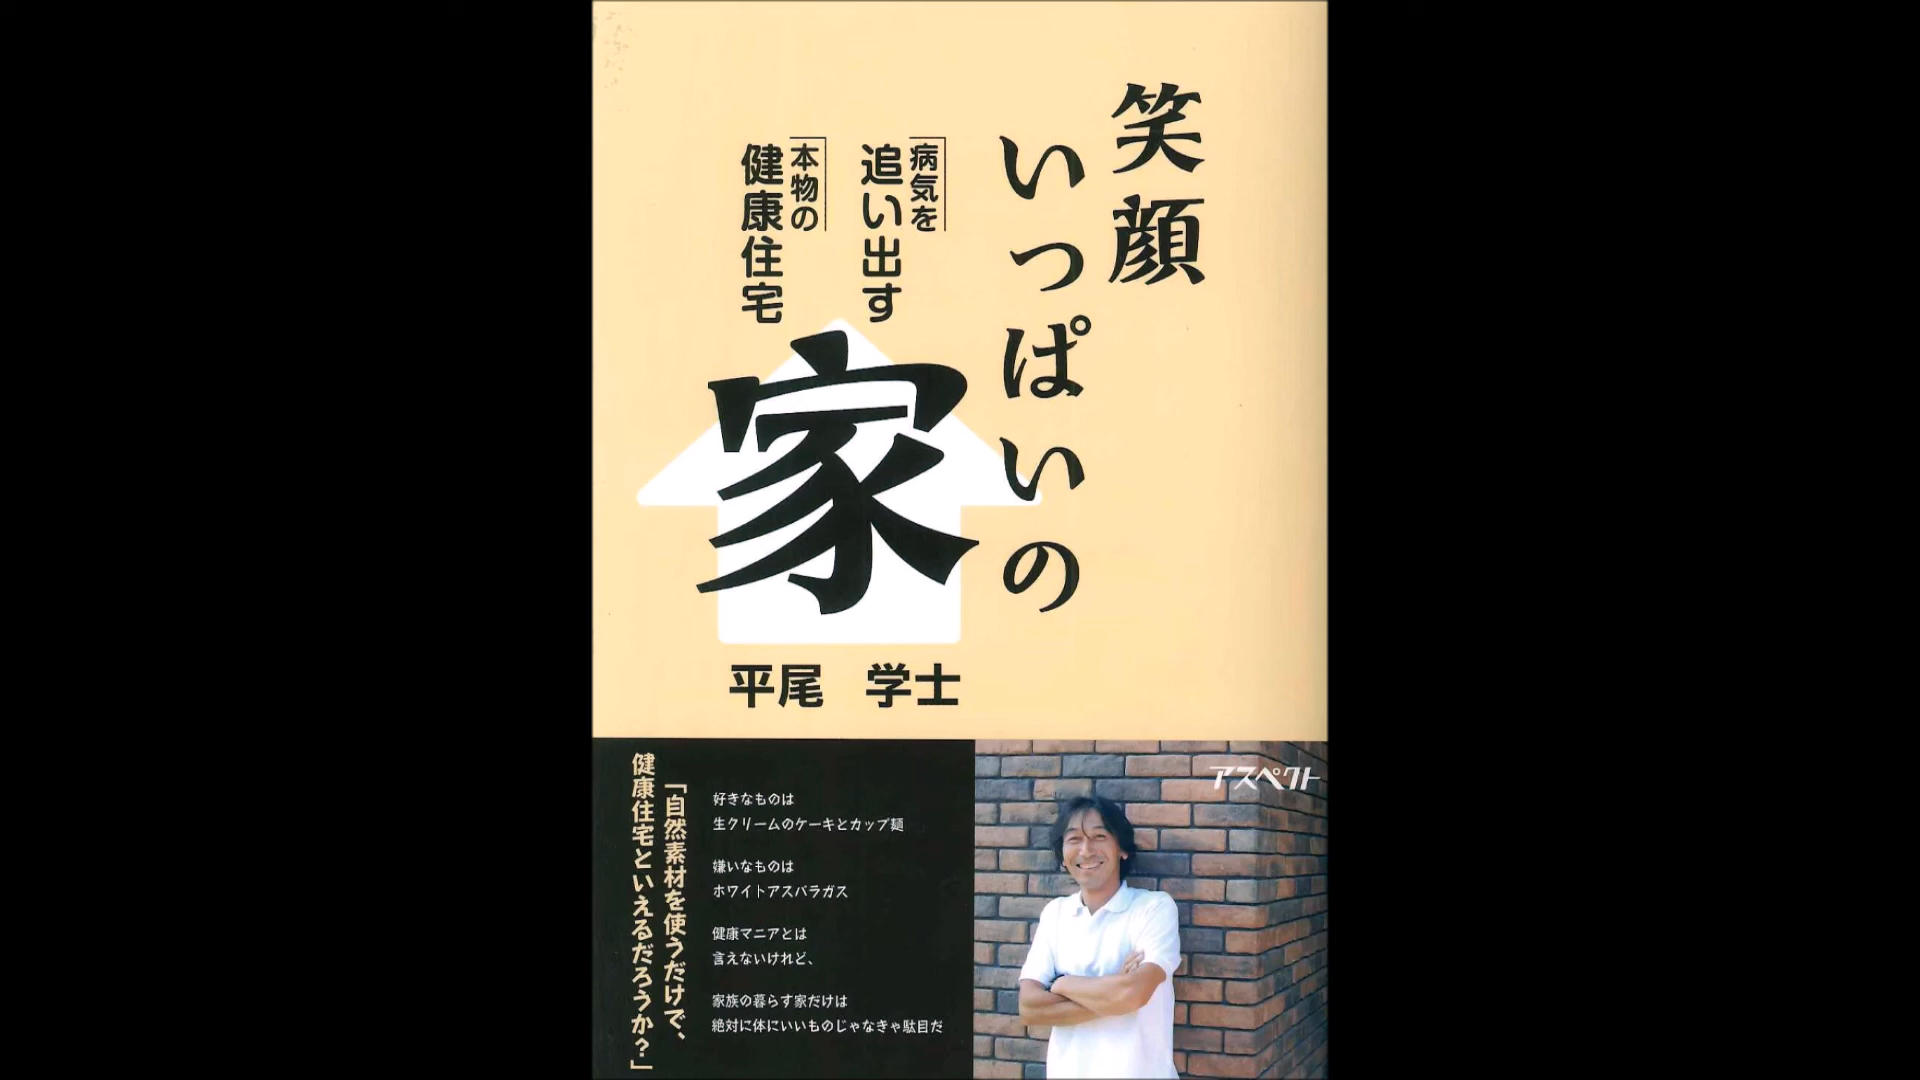 笑顔
いっぱいの
家
病気を
追い出す
本物の
健康住宅
平尾 学士
アスペクト
「自然素材を使うだけで、
健康住宅といえるだろうか？」
好きなものは
生クリームのケーキとカップ麺
嫌いなものは
ホワイトアスパラガス
健康マニアとは
言えないけれど、
家族の暮らす家だけは
絶対に体にいいものじゃなきゃ駄目だ